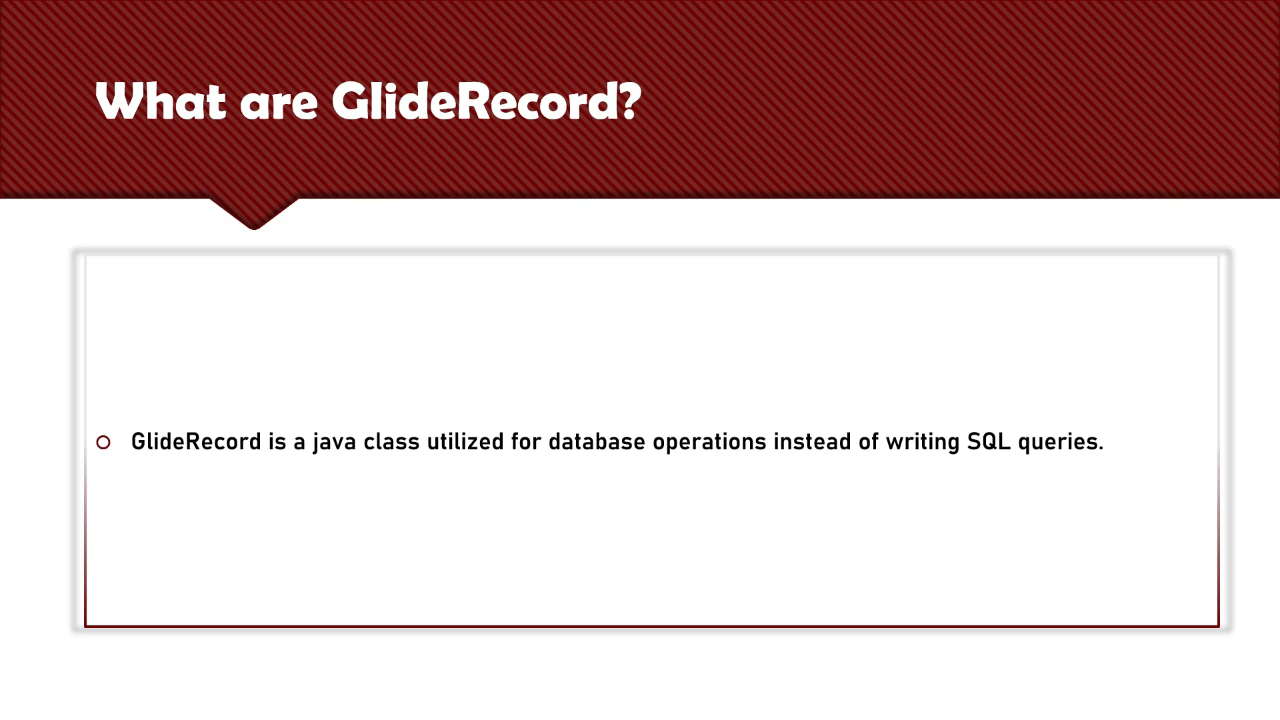 What are GlideRecord?
GlideRecord is a java class utilized for database operations instead of writing SQL queries.